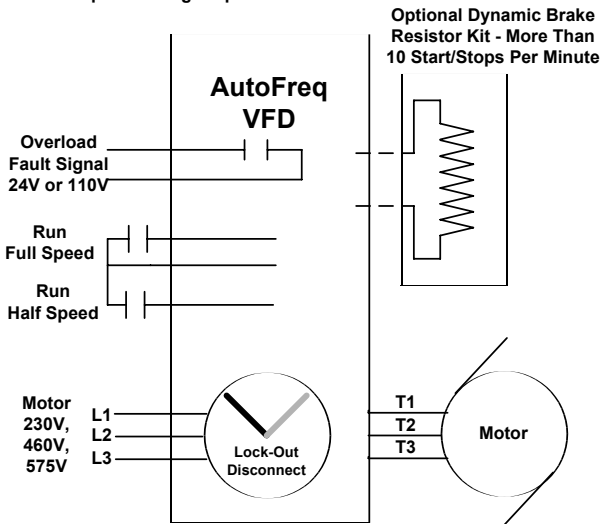 Optional Dynamic Brake
Resistor Kit - More Than
10 Start/Stops Per Minute
AutoFreq
VFD
Overload
Fault Signal
24V or 110V
Run
Full Speed
Run
Half Speed
Motor
230V,
460V,
575V
L1
L2
L3
Lock-Out
Disconnect
T1
T2
T3
Motor